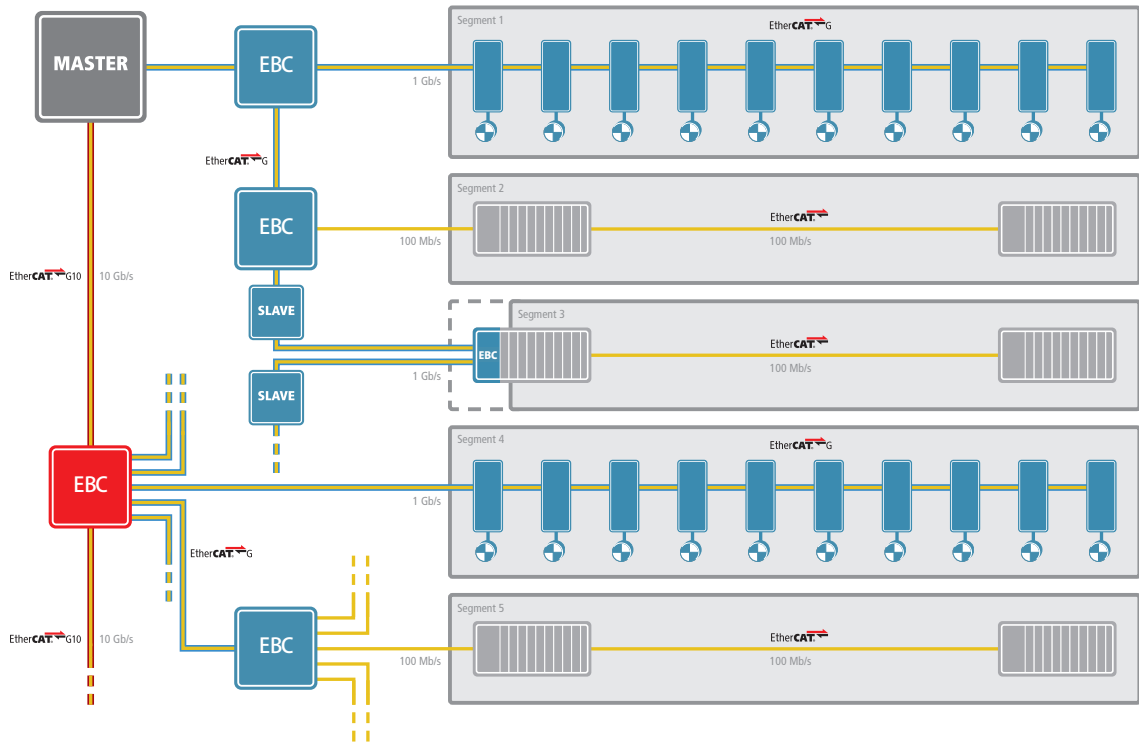 MASTER
EBC
1 Gb/s
Segment 1
EtherCAT. G
EtherCAT. G
EBC
100 Mb/s
Segment 2
EtherCAT.
100 Mb/s
EtherCAT. G10
10 Gb/s
SLAVE
Segment 3
EBC
EtherCAT.
100 Mb/s
1 Gb/s
SLAVE
EBC
1 Gb/s
Segment 4
EtherCAT. G
EtherCAT. G
EtherCAT. G10
10 Gb/s
EBC
100 Mb/s
Segment 5
EtherCAT.
100 Mb/s